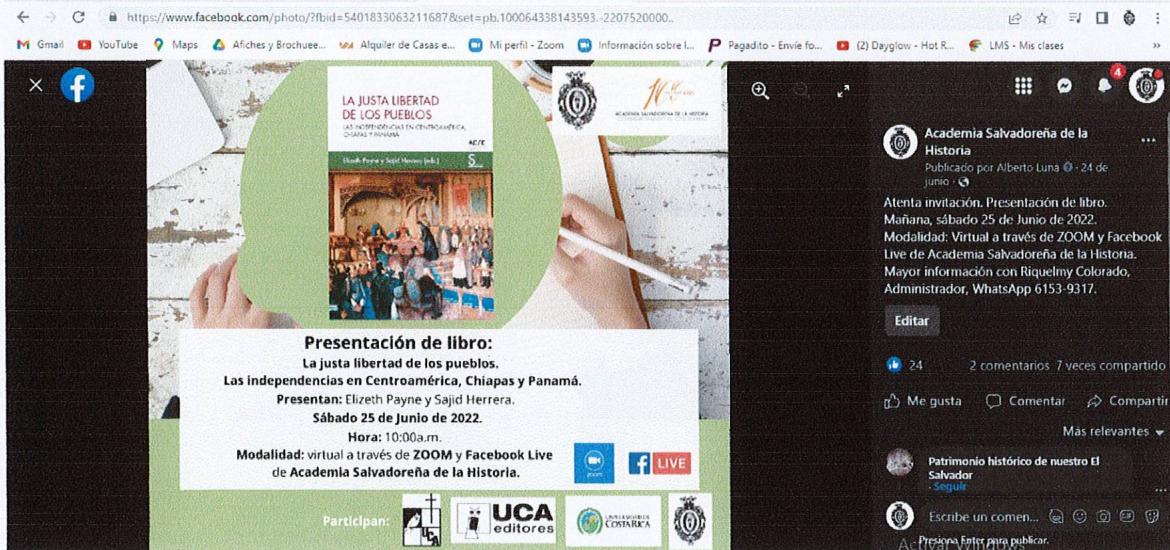 https://www.facebook.com/photo/?fbid=5401833063211687&set=pb.100064338143593.-2207520000..
Gmail YouTube Maps Afiches y Brochuee... Alquiler de Casas e... Mi perfil - Zoom Información sobre l... Pagadito - Envíe fo... (2) Dayglow - Hot R... LMS - Mis clases »
LA JUSTA LIBERTAD
DE LOS PUEBLOS
LAS INDEPENDENCIAS EN CENTROAMÉRICA,
CHIAPAS Y PANAMÁ
Elizeth Payne y Sajid Herrera (eds.)
ACADEMIA SALVADOREÑA DE LA HISTORIA
Presentación de libro:
La justa libertad de los pueblos.
Las independencias en Centroamérica, Chiapas y Panamá.
Presentan: Elizeth Payne y Sajid Herrera.
Sábado 25 de Junio de 2022.
Hora: 10:00a.m.
Modalidad: virtual a través de ZOOM y Facebook Live
de Academia Salvadoreña de la Historia.
zoom
LIVE
Participan:
UCA
UCA
editores
UNIVERSIDAD DE
COSTA RICA
4
Academia Salvadoreña de la
Historia
Publicado por Alberto Luna · 24 de
junio ·
Atenta invitación. Presentación de libro.
Mañana, sábado 25 de Junio de 2022.
Modalidad: Virtual a través de ZOOM y Facebook
Live de Academia Salvadoreña de la Historia.
Mayor información con Riquelmy Colorado,
Administrador, WhatsApp 6153-9317.
Editar
24 2 comentarios 7 veces compartido
Me gusta Comentar Compartir
Más relevantes
Patrimonio histórico de nuestro El
Salvador
· Seguir
Escribe un comen...
Presiona Enter para publicar.
Activar Windows